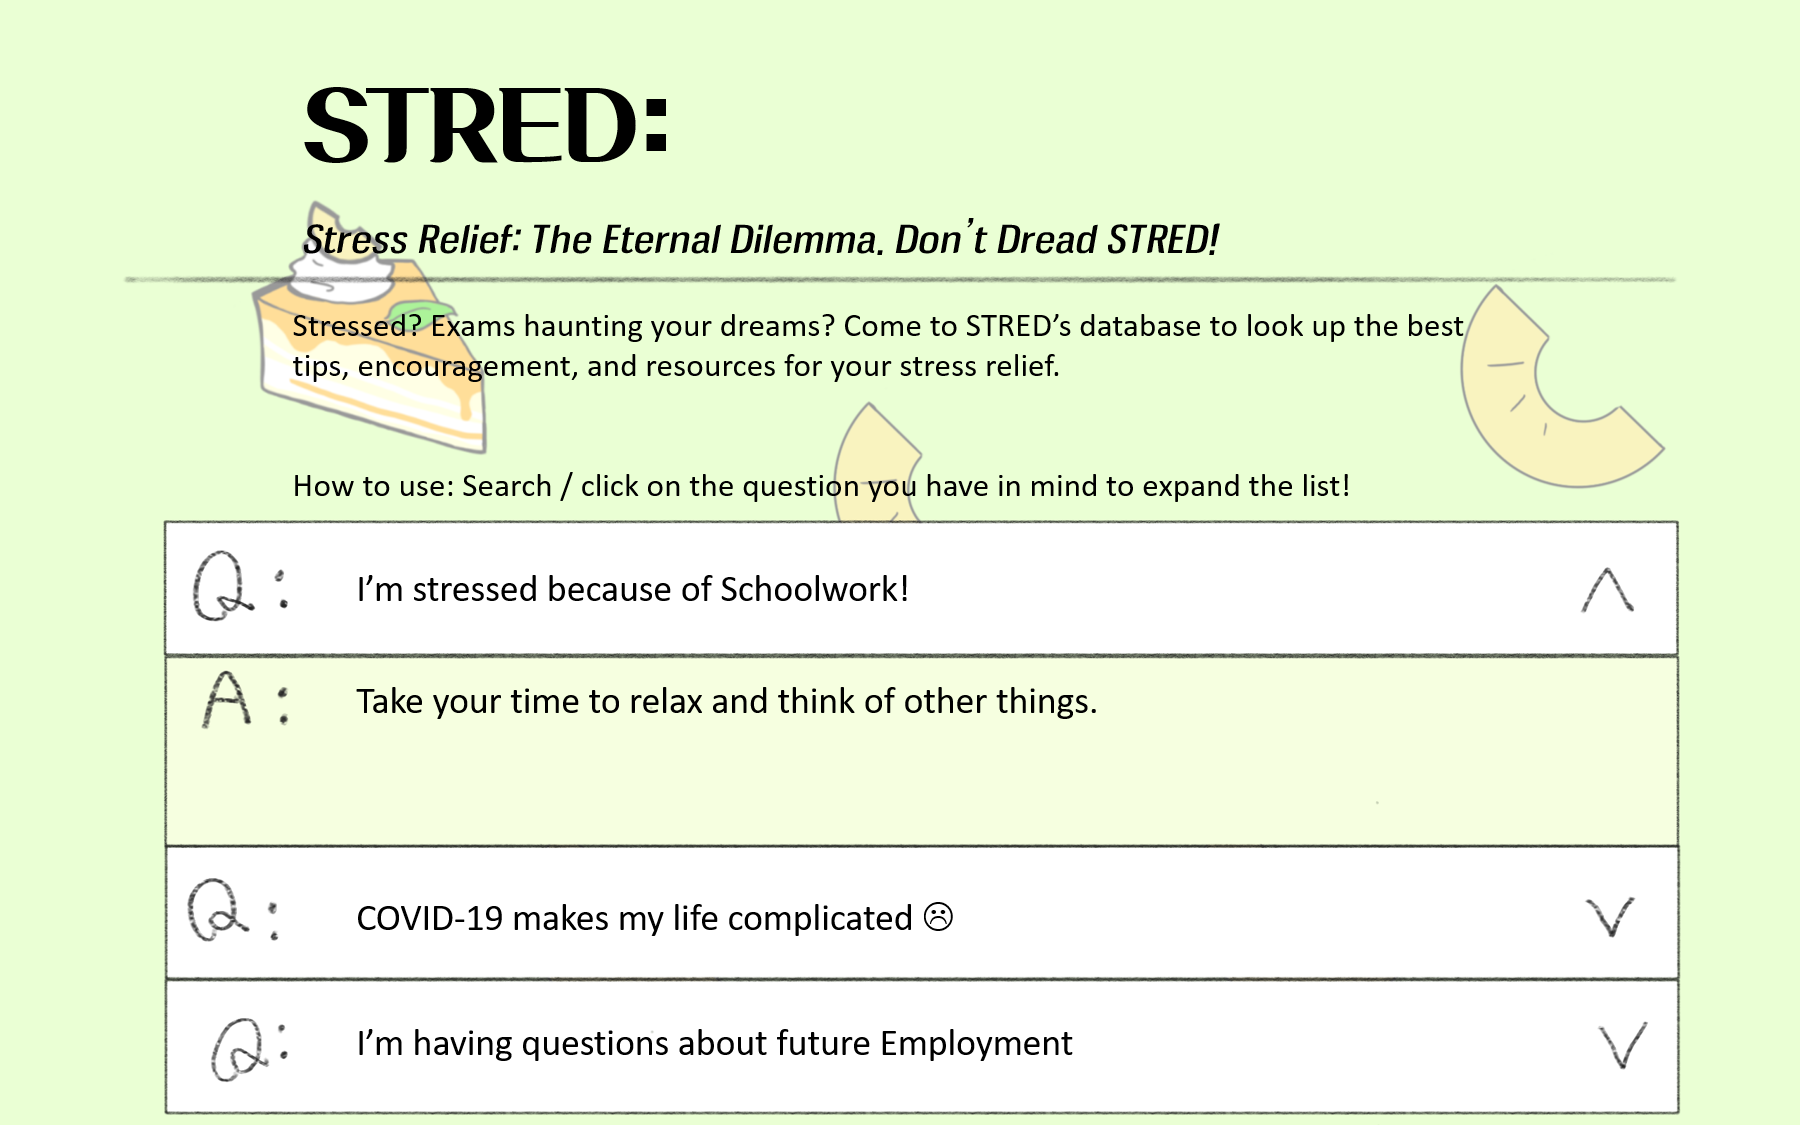 STRED:
Stress Relief: The Eternal Dilemma. Don't Dread STRED!
Stressed? Exams haunting your dreams? Come to STRED's database to look up the best
tips, encouragement, and resources for your stress relief.
How to use: Search / click on the question you have in mind to expand the list!
Q: I'm stressed because of Schoolwork!
A: Take your time to relax and think of other things.
Q: COVID-19 makes my life complicated ☹
Q: I'm having questions about future Employment